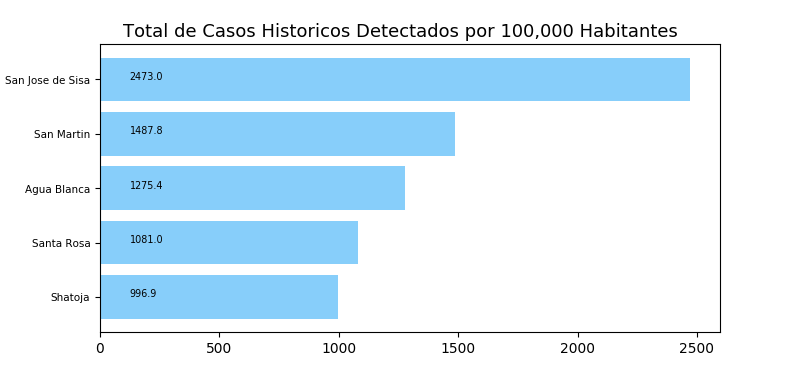 Total de Casos Historicos Detectados por 100,000 Habitantes
San Jose de Sisa 2473.0
San Martin 1487.8
Agua Blanca 1275.4
Santa Rosa 1081.0
Shatoja 996.9
0 500 1000 1500 2000 2500